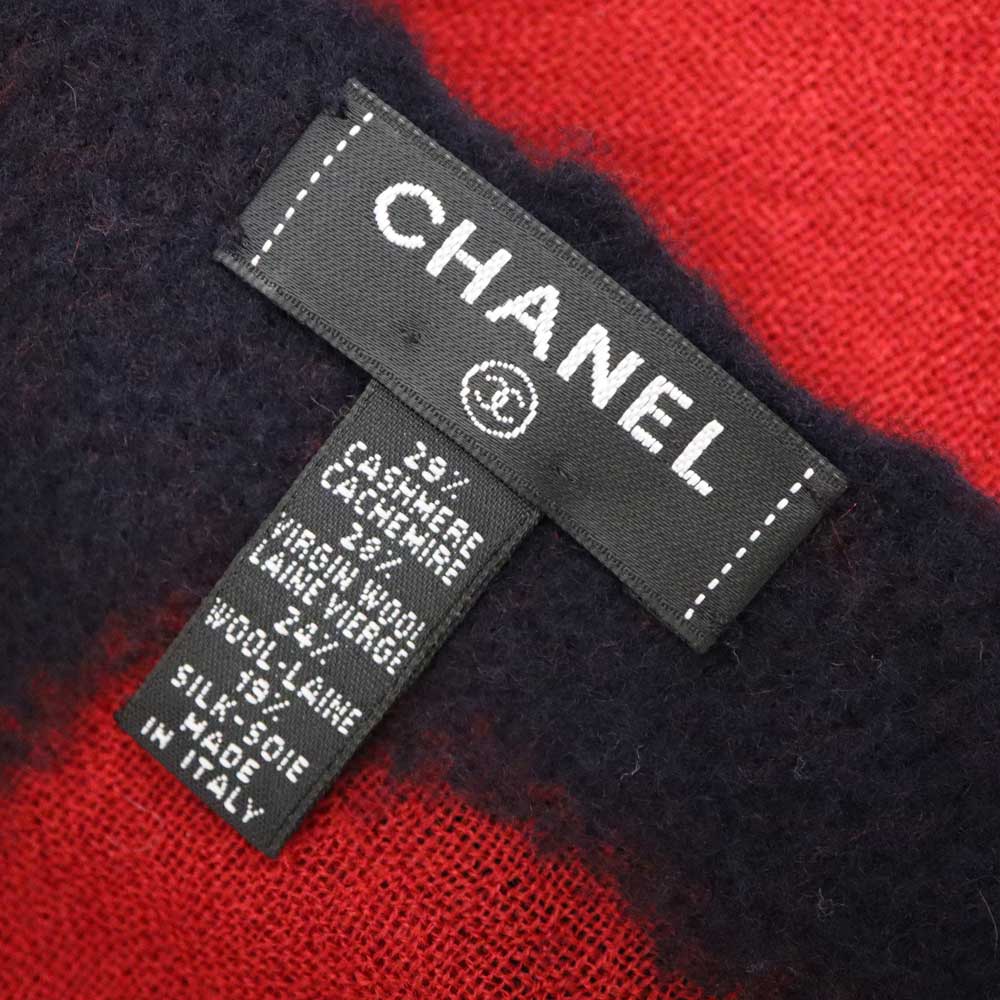 CHANEL
29%
CASHMERE
CACHEMIRE
28%
VIRGIN WOOL
LAINE VIERGE
24%
WOOL-LAINE
19%
SILK-SOIE
MADE
IN ITALY